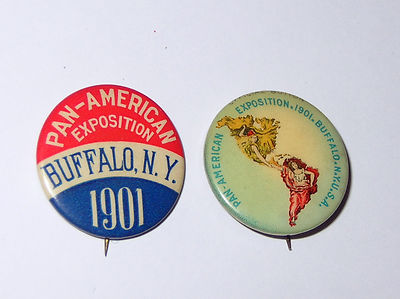 PAN-AMERICAN
EXPOSITION
BUFFALO, N.Y.
1901
PAN-AMERICAN EXPOSITION·1901·BUFFALO·N.Y.U.S.A.